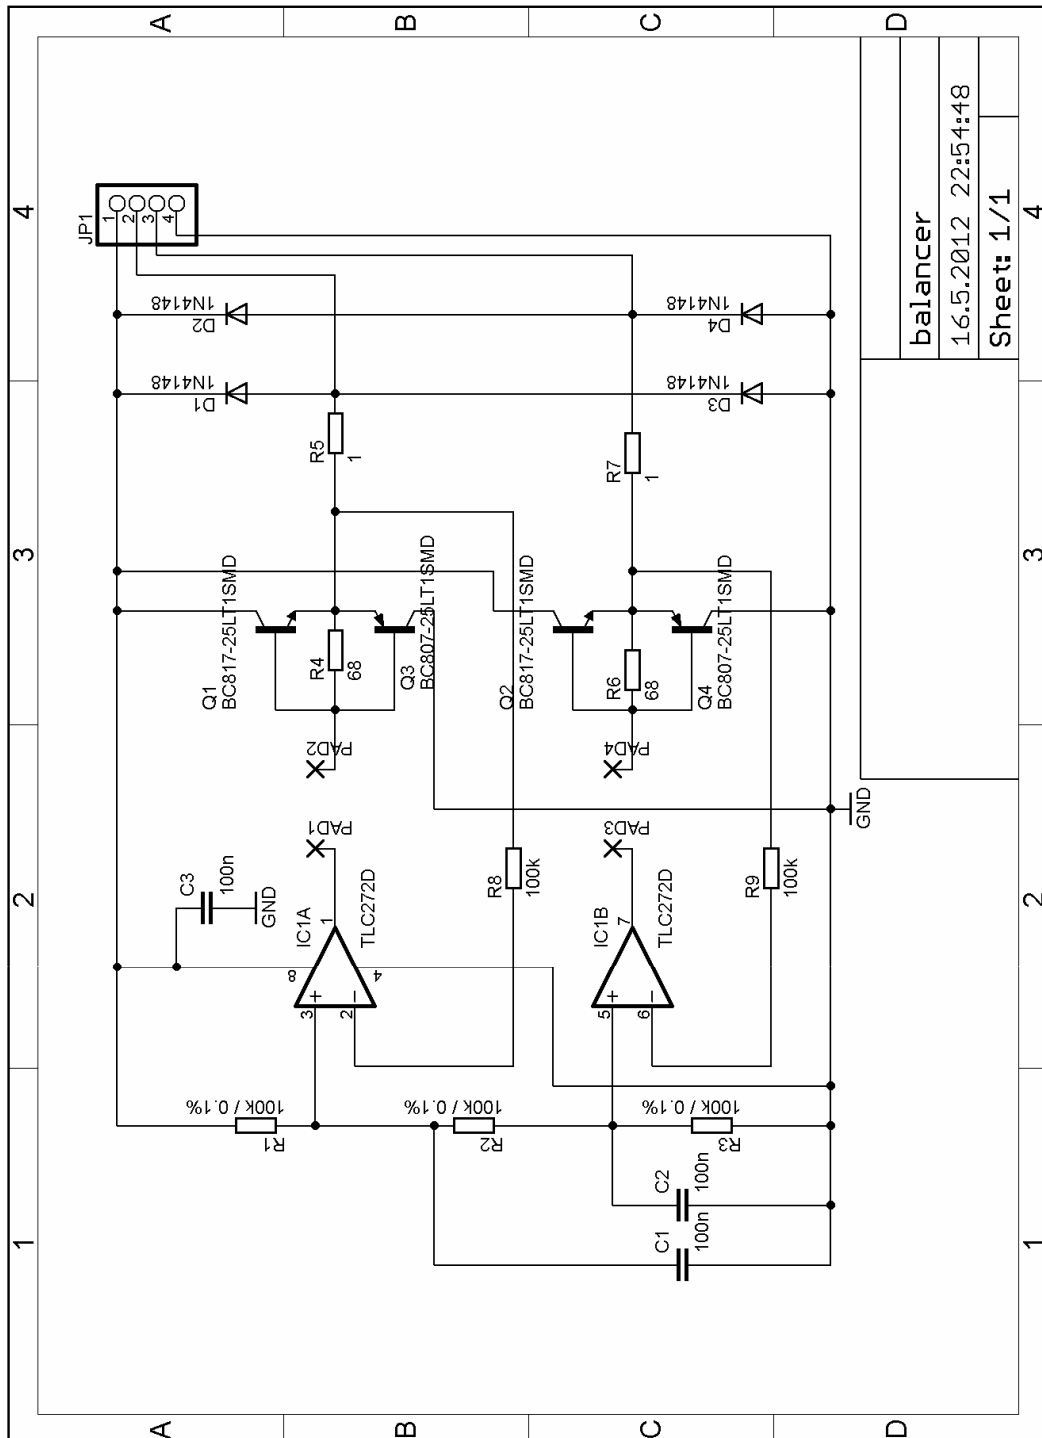 A
B
C
D
4
JP1
1
2
3
4
1N4148
D2
1N4148
D4
1N4148
D1
1N4148
D3
R5
1
R7
1
3
Q1
BC817-25LT1SMD
R4
68
Q3
BC807-25LT1SMD
Q2
BC817-25LT1SMD
R6
68
Q4
BC807-25LT1SMD
PAD2
PAD4
PAD1
PAD3
GND
2
C3
100n
GND
IC1A
TLC272D
8
4
1
3
2
+
-
R8
100k
IC1B
TLC272D
7
5
6
+
-
R9
100k
100k / 0.1%
R1
100k / 0.1%
R2
100k / 0.1%
R3
C2
100n
C1
100n
1
balancer
16.5.2012 22:54:48
Sheet: 1/1
4
3
2
1
A
B
C
D